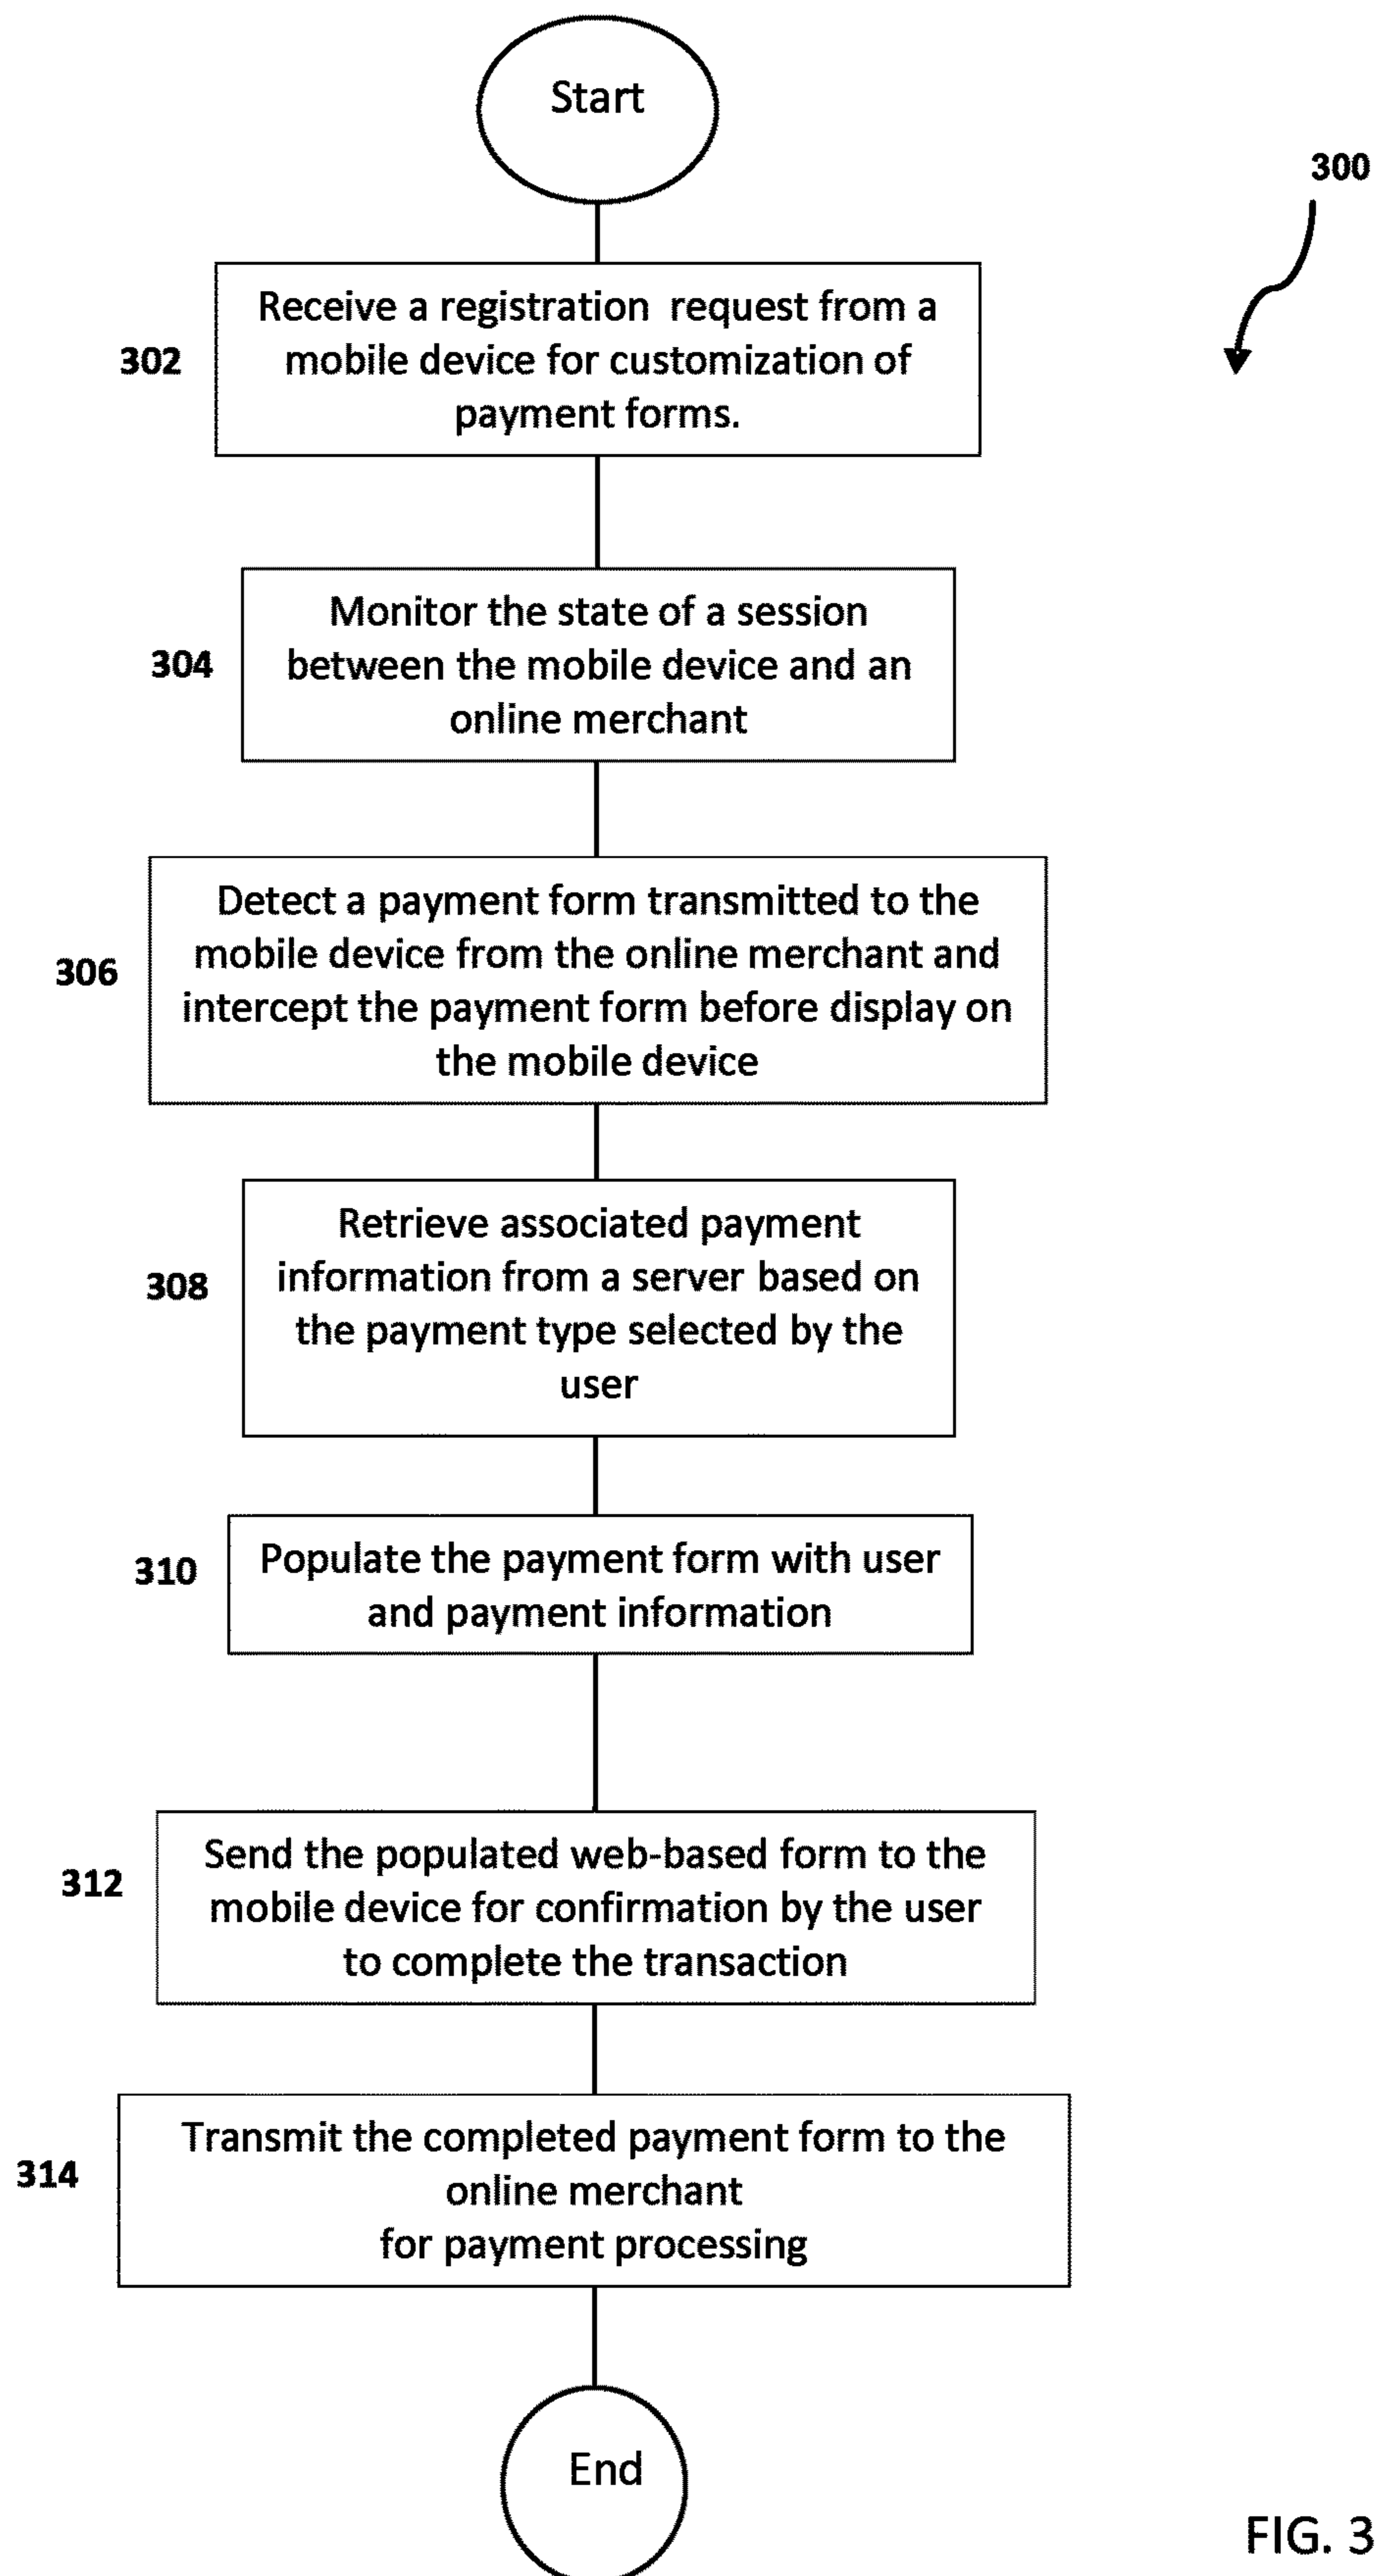 Start
300
Receive a registration request from a
302
mobile device for customization of
payment forms.
Monitor the state of a session
304
between the mobile device and an
online merchant
Detect a payment form transmitted to the
mobile device from the online merchant and
306
intercept the payment form before display on
the mobile device
Retrieve associated payment
308
information from a server based on
the payment type selected by the
user
310
Populate the payment form with user
and payment information
Send the populated web-based form to the
312
mobile device for confirmation by the user
to complete the transaction
Transmit the completed payment form to the
314
online merchant
for payment processing
End
FIG. 3